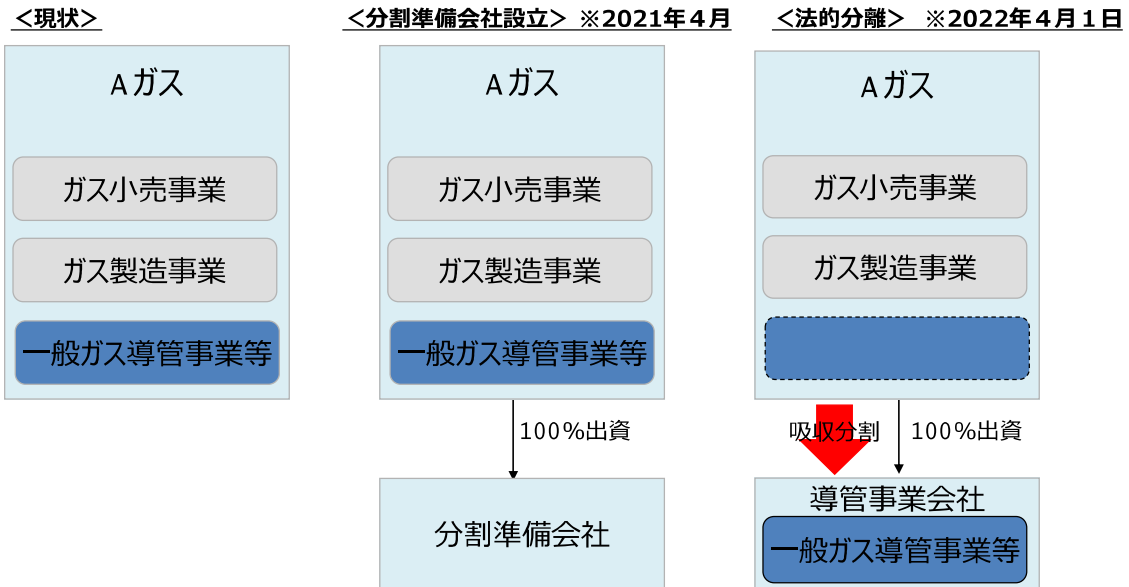 ＜現状＞
Aガス
ガス小売事業
ガス製造事業
一般ガス導管事業等
＜分割準備会社設立＞ ※2021年４月
Aガス
ガス小売事業
ガス製造事業
一般ガス導管事業等
100％出資
分割準備会社
＜法的分離＞ ※2022年４月１日
Aガス
ガス小売事業
ガス製造事業
吸収分割
100％出資
導管事業会社
一般ガス導管事業等